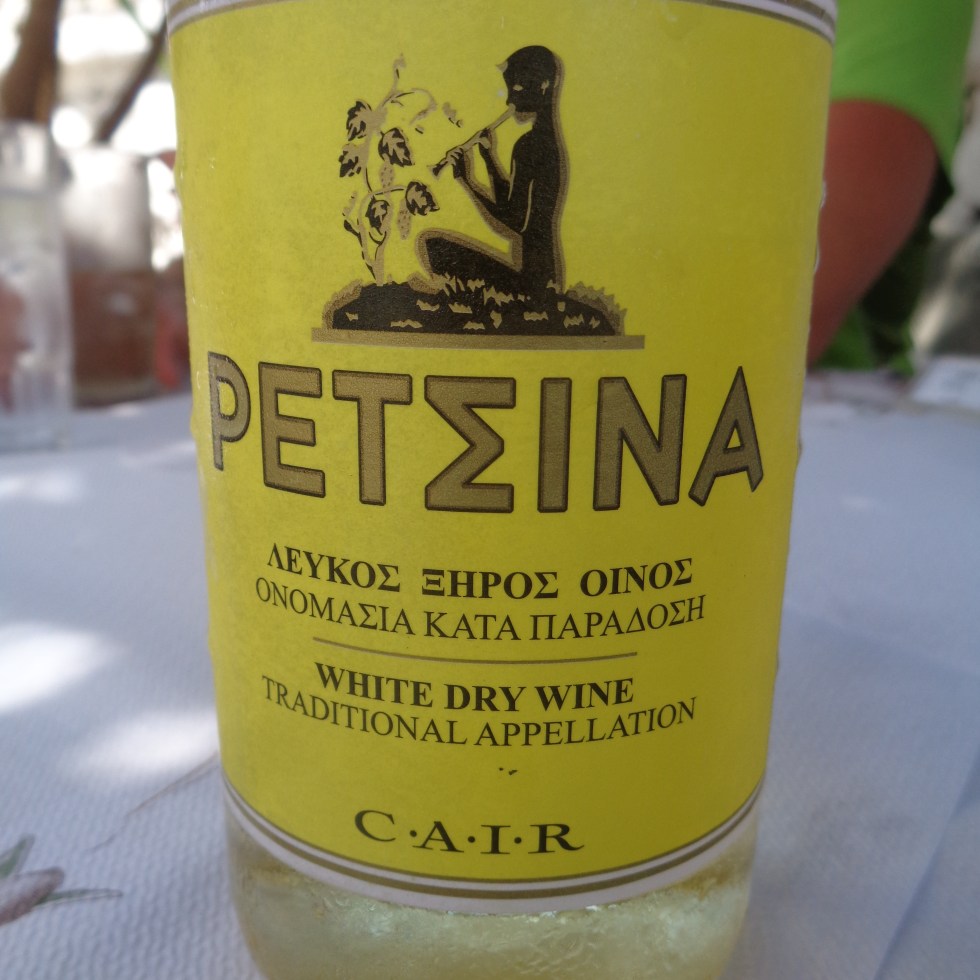 ΡΕΤΣΙΝΑ
ΛΕΥΚΟΣ ΞΗΡΟΣ ΟΙΝΟΣ
ΟΝΟΜΑΣΙΑ ΚΑΤΑ ΠΑΡΑΔΟΣΗ
WHITE DRY WINE
TRADITIONAL APPELLATION
C·A·I·R